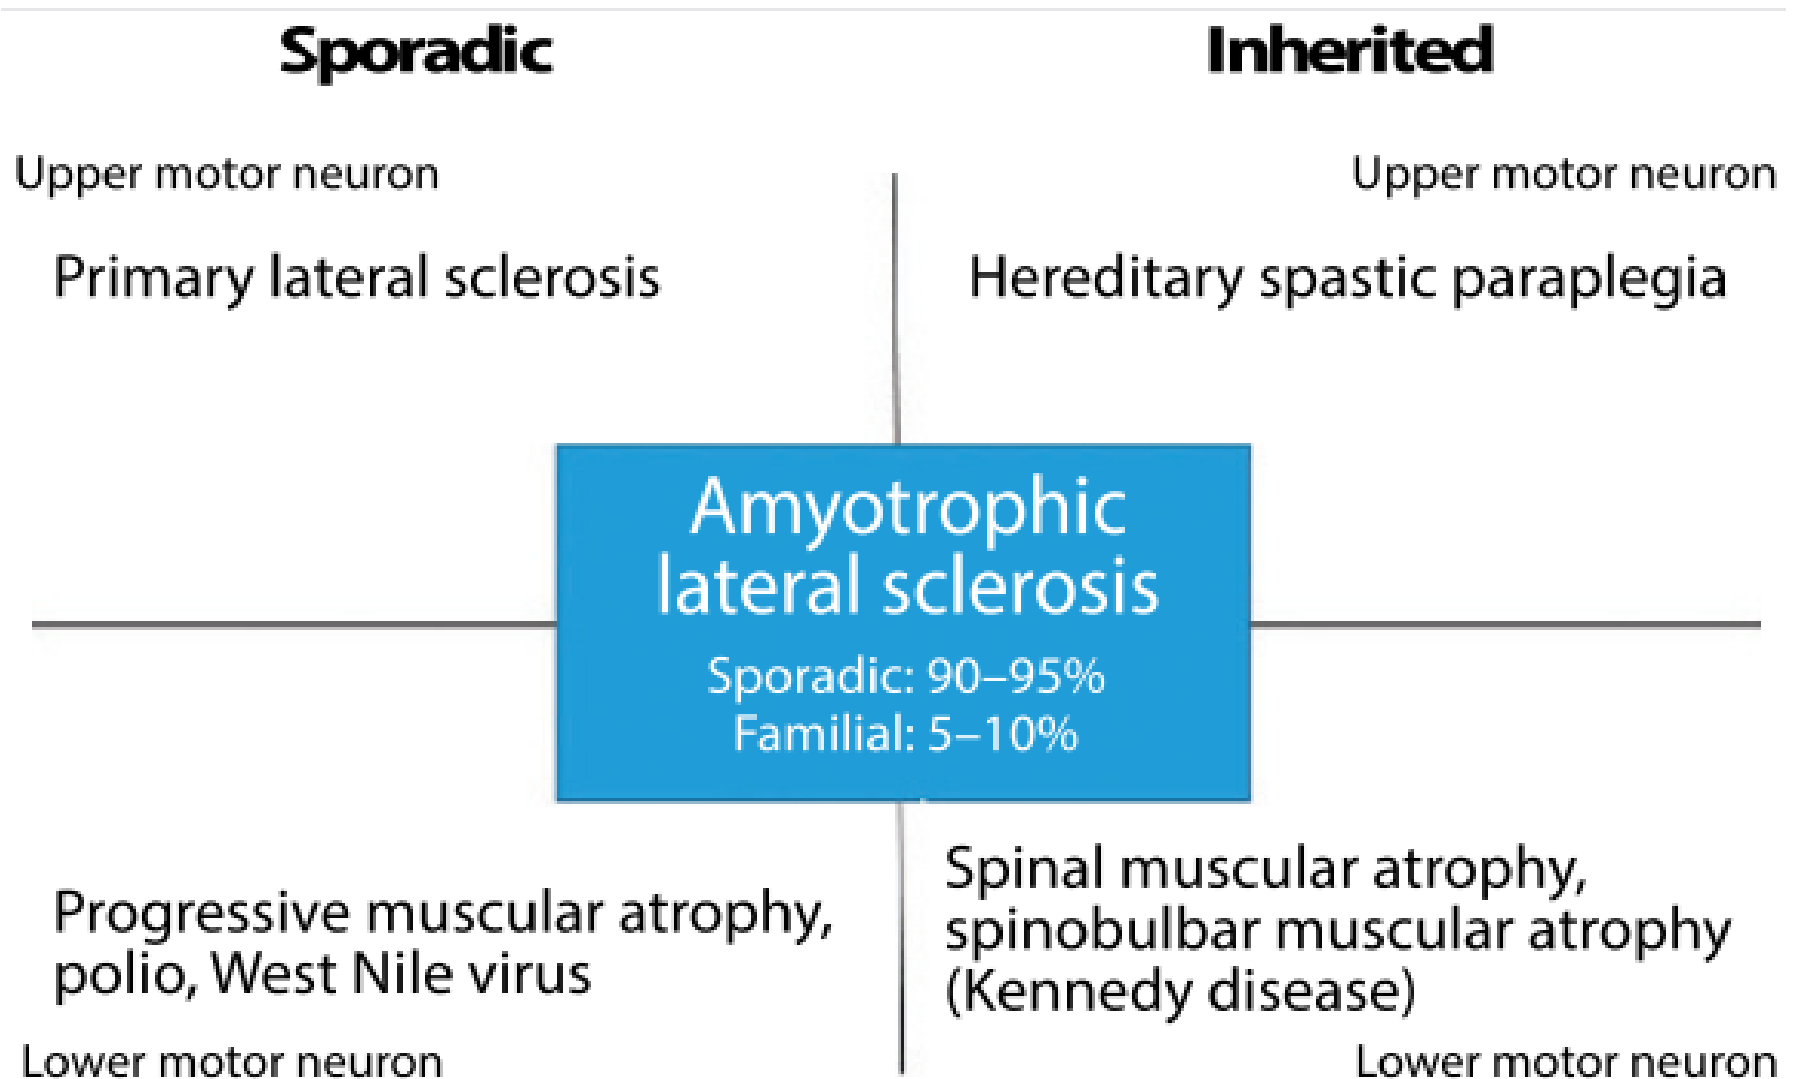 Sporadic
Inherited
Upper motor neuron
Upper motor neuron
Primary lateral sclerosis
Hereditary spastic paraplegia
Amyotrophic
lateral sclerosis
Sporadic: 90–95%
Familial: 5–10%
Progressive muscular atrophy,
polio, West Nile virus
Spinal muscular atrophy,
spinobulbar muscular atrophy
(Kennedy disease)
Lower motor neuron
Lower motor neuron